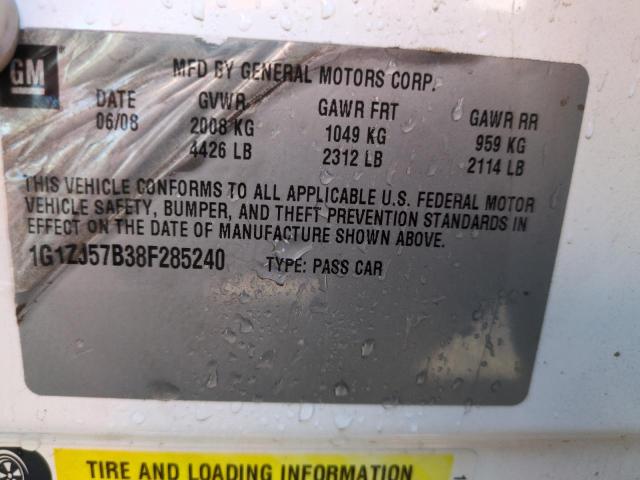 GM
MFD BY GENERAL MOTORS CORP.
DATE GVWR GAWR FRT GAWR RR
06/08 2008 KG 1049 KG 959 KG
4426 LB 2312 LB 2114 LB
THIS VEHICLE CONFORMS TO ALL APPLICABLE U.S. FEDERAL MOTOR
VEHICLE SAFETY, BUMPER, AND THEFT PREVENTION STANDARDS IN
EFFECT ON THE DATE OF MANUFACTURE SHOWN ABOVE.
1G1ZJ57B38F285240 TYPE: PASS CAR
TIRE AND LOADING INFORMATION